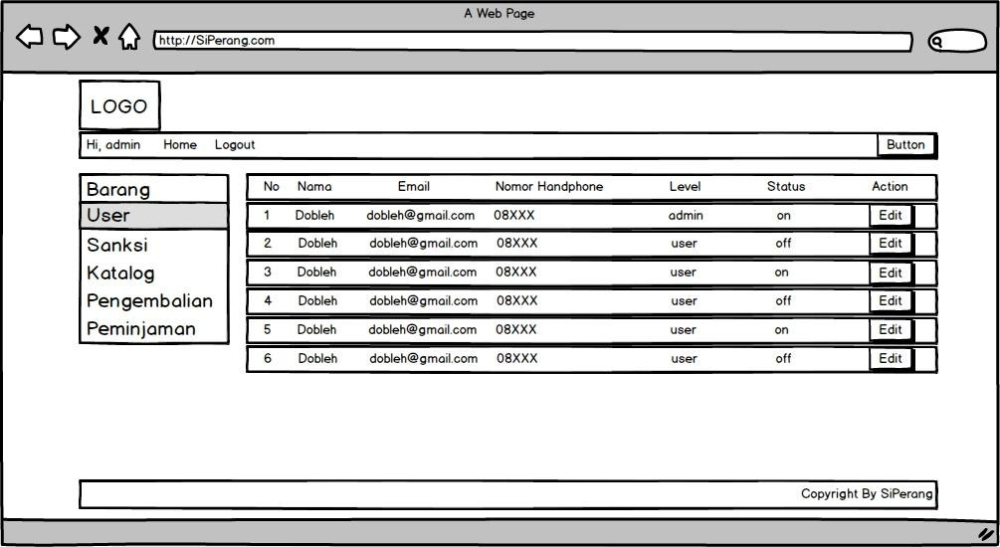 A Web Page
http://SiPerang.com
LOGO
Hi, admin Home Logout Button
Barang
User
Sanksi
Katalog
Pengembalian
Peminjaman
No Nama Email Nomor Handphone Level Status Action
1 Dobleh dobleh@gmail.com 08XXX admin on Edit
2 Dobleh dobleh@gmail.com 08XXX user off Edit
3 Dobleh dobleh@gmail.com 08XXX user on Edit
4 Dobleh dobleh@gmail.com 08XXX user off Edit
5 Dobleh dobleh@gmail.com 08XXX user on Edit
6 Dobleh dobleh@gmail.com 08XXX user off Edit
Copyright By SiPerang